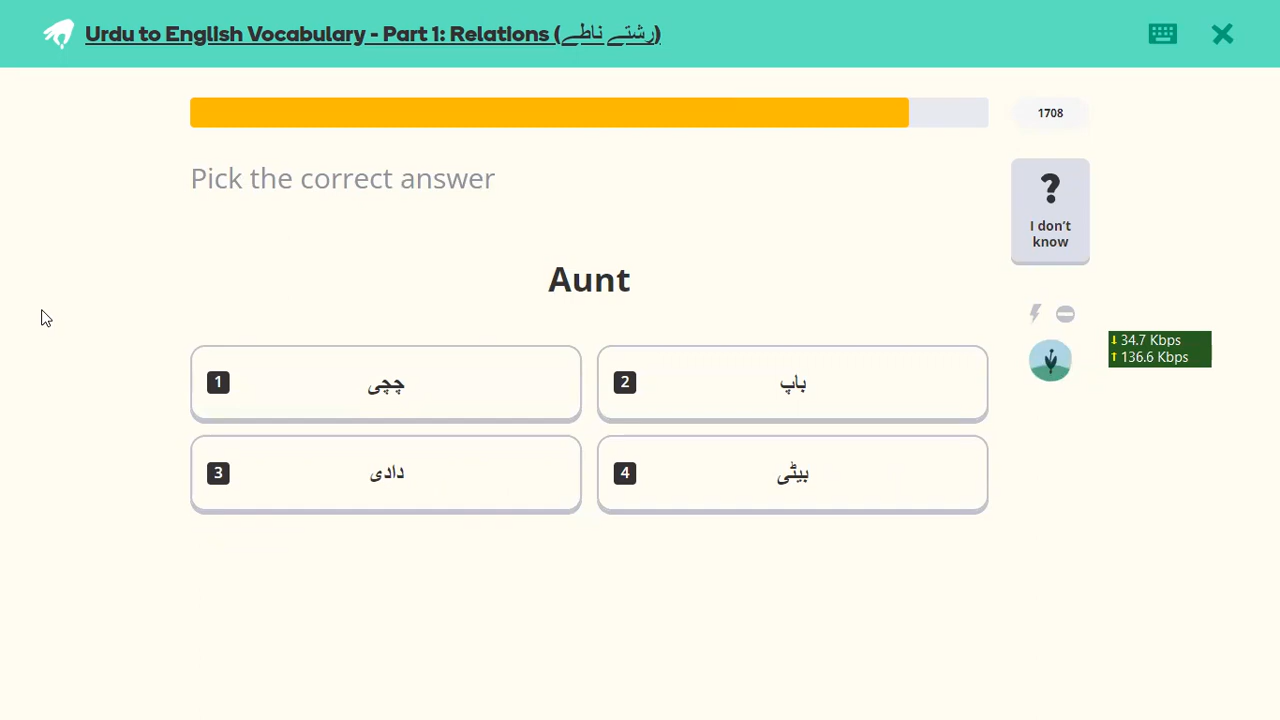 Urdu to English Vocabulary - Part 1: Relations (رشتے ناطے)
1708
Pick the correct answer
?
I don't
know
Aunt
34.7 Kbps
136.6 Kbps
1 چچی
2 باپ
3 دادی
4 بیٹی